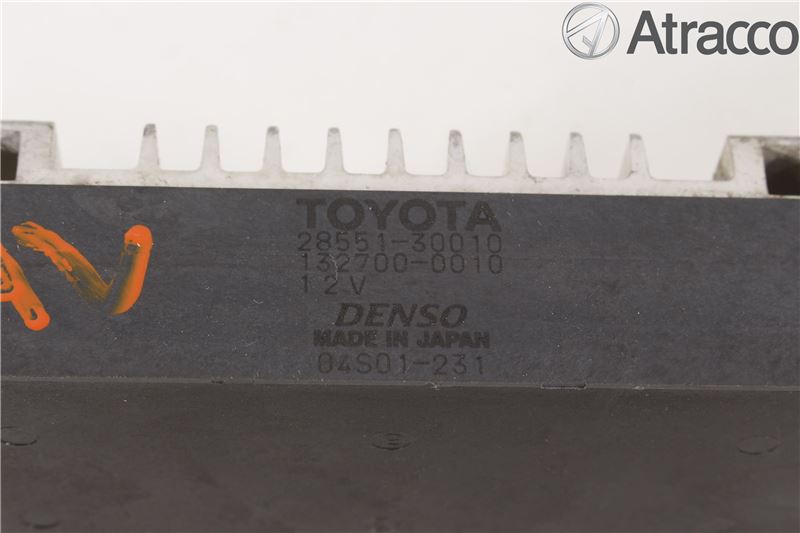 Atracco
TOYOTA
28551-30010
132700-0010
12V
DENSO
MADE IN JAPAN
04S01-231